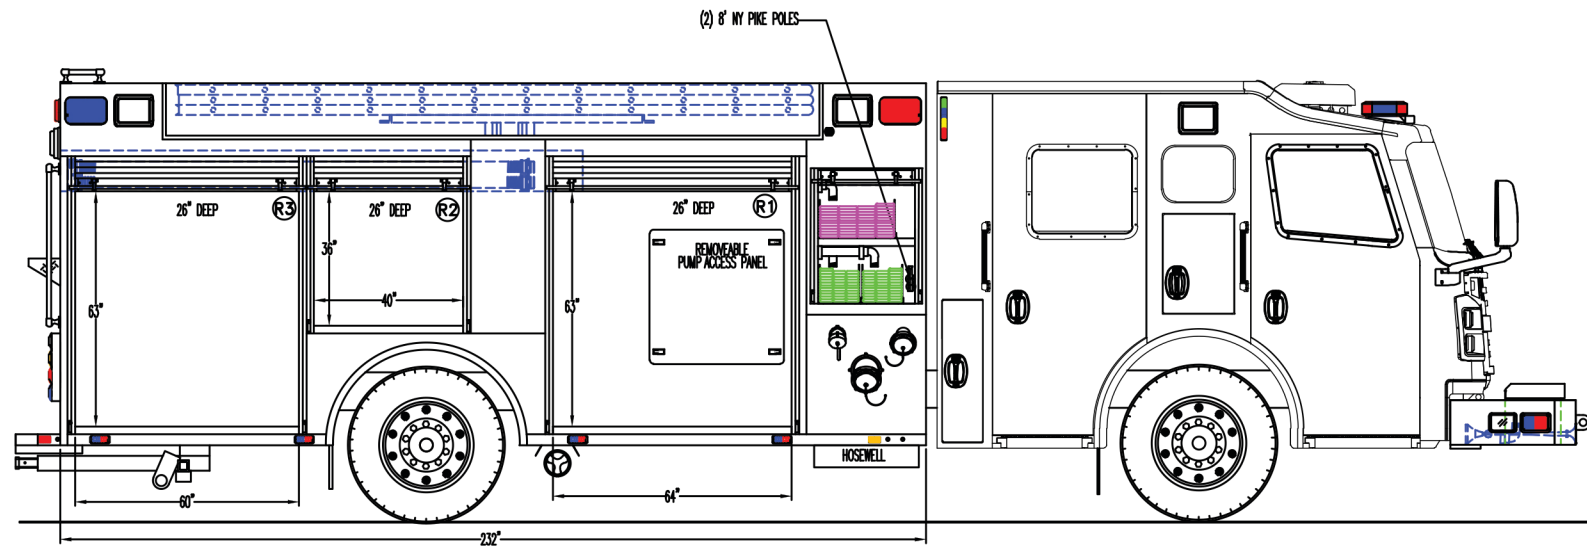 (2) 8' NY PIKE POLES
26" DEEP
R3
26" DEEP
R2
26" DEEP
R1
36"
REMOVEABLE
PUMP ACCESS PANEL
63"
40"
63"
HOSEWELL
60"
64"
232"